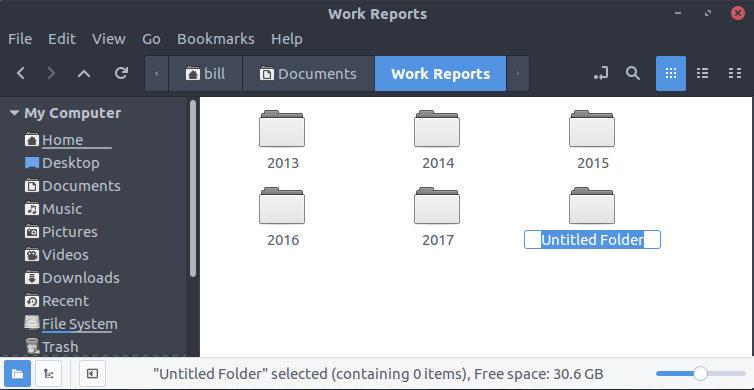 Work Reports
File Edit View Go Bookmarks Help
bill Documents Work Reports
My Computer
Home
Desktop
Documents
Music
Pictures
Videos
Downloads
Recent
File System
Trash
2013 2014 2015
2016 2017 Untitled Folder
"Untitled Folder" selected (containing 0 items), Free space: 30.6 GB